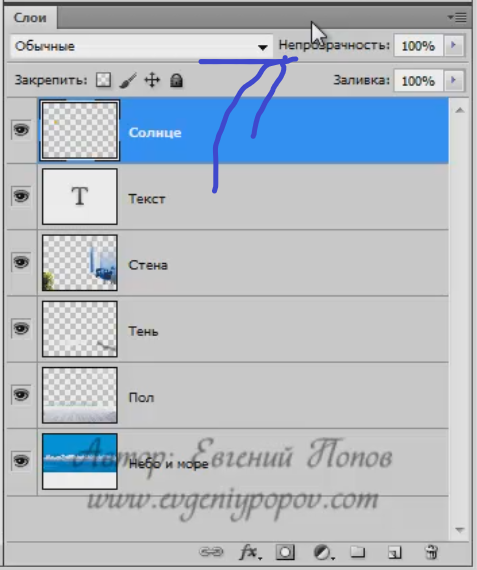 Слои
Обычные Непрозрачность: 100%
Закрепить: Заливка: 100%
Солнце
T Текст
Стена
Тень
Пол
Небо и море
Автор: Евгений Попов
www.evgeniypopov.com
fx.